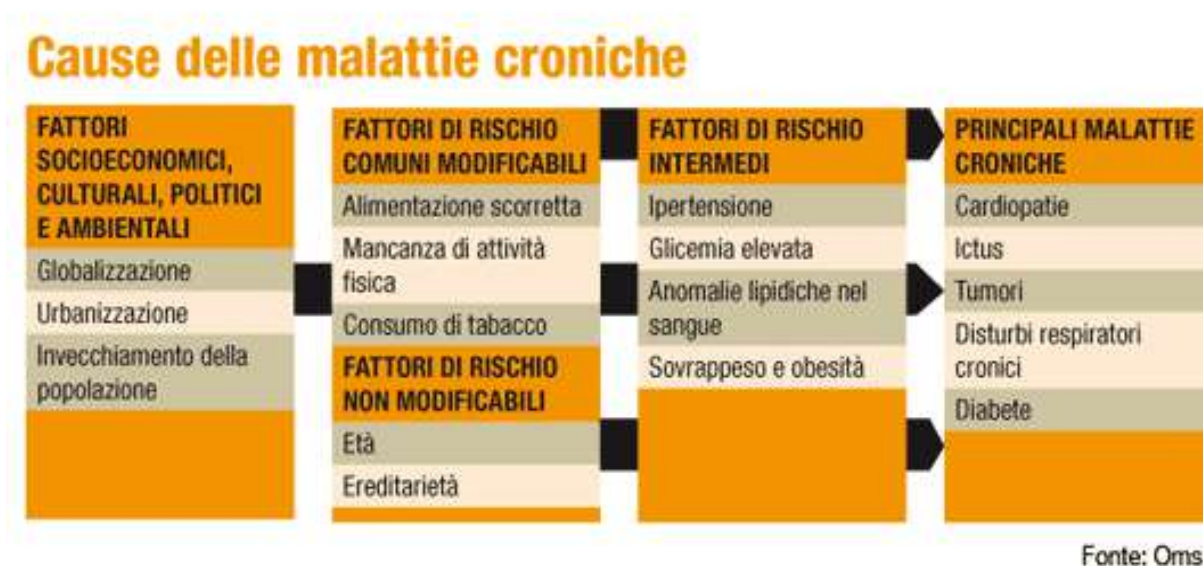 Cause delle malattie croniche
FATTORI
SOCIOECONOMICI,
CULTURALI, POLITICI
E AMBIENTALI
Globalizzazione
Urbanizzazione
Invecchiamento della
popolazione
FATTORI DI RISCHIO
COMUNI MODIFICABILI
Alimentazione scorretta
Mancanza di attività
fisica
Consumo di tabacco
FATTORI DI RISCHIO
NON MODIFICABILI
Età
Ereditarietà
FATTORI DI RISCHIO
INTERMEDI
Ipertensione
Glicemia elevata
Anomalie lipidiche nel
sangue
Sovrappeso e obesità
PRINCIPALI MALATTIE
CRONICHE
Cardiopatie
Ictus
Tumori
Disturbi respiratori
cronici
Diabete
Fonte: Oms